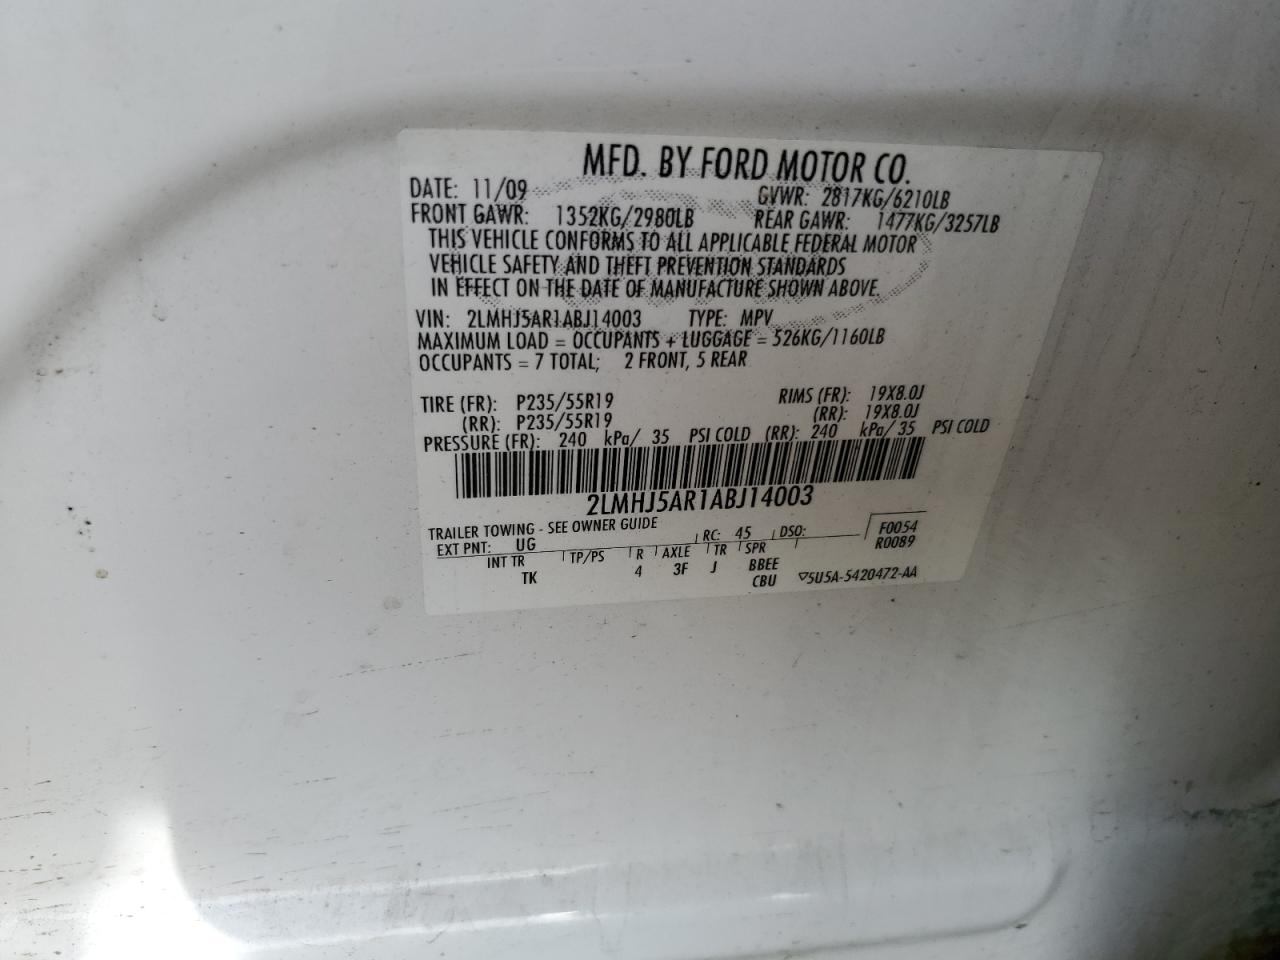 MFD. BY FORD MOTOR CO.
DATE: 11/09 GVWR: 2817KG/6210LB
FRONT GAWR: 1352KG/2980LB REAR GAWR: 1477KG/3257LB
THIS VEHICLE CONFORMS TO ALL APPLICABLE FEDERAL MOTOR
VEHICLE SAFETY AND THEFT PREVENTION STANDARDS
IN EFFECT ON THE DATE OF MANUFACTURE SHOWN ABOVE.
VIN: 2LMHJ5AR1ABJ14003 TYPE: MPV
MAXIMUM LOAD = OCCUPANTS + LUGGAGE = 526KG/1160LB
OCCUPANTS = 7 TOTAL; 2 FRONT, 5 REAR
TIRE (FR): P235/55R19 RIMS (FR): 19X8.0J
(RR): P235/55R19 (RR): 19X8.0J
PRESSURE (FR): 240 kPa/ 35 PSI COLD (RR): 240 kPa/ 35 PSI COLD
2LMHJ5AR1ABJ14003
TRAILER TOWING - SEE OWNER GUIDE
EXT PNT: UG RC: 45 DSO: F0054
R0089
INT TR TP/PS R AXLE TR SPR
TK 4 3F J BBEE
CBU ▽5U5A-5420472-AA